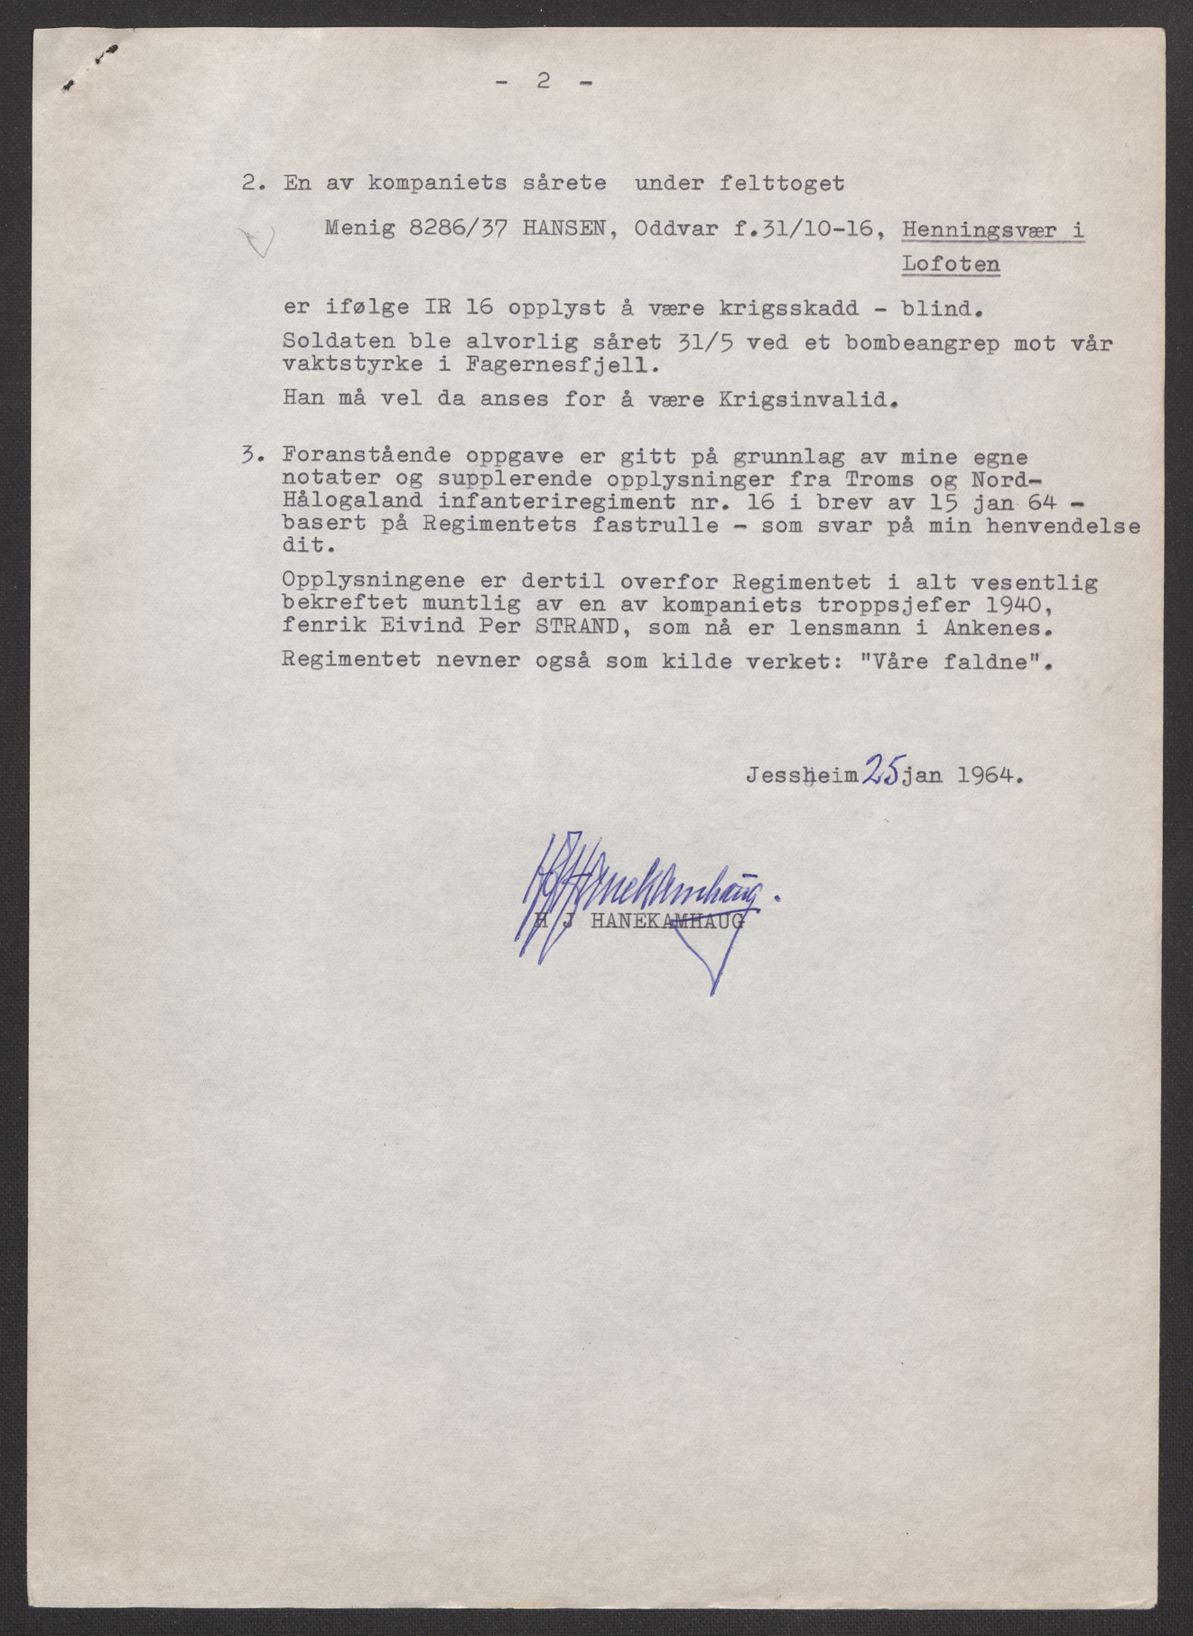 - 2 -
2. En av kompaniets sårete under felttoget
Menig 8286/37 HANSEN, Oddvar f.31/10-16, Henningsvær i
Lofoten
er ifølge IR 16 opplyst å være krigsskadd - blind.
Soldaten ble alvorlig såret 31/5 ved et bombeangrep mot vår
vaktstyrke i Fagernesfjell.
Han må vel da anses for å være Krigsinvalid.
3. Foranstående oppgave er gitt på grunnlag av mine egne
notater og supplerende opplysninger fra Troms og Nord-
Hålogaland infanteriregiment nr. 16 i brev av 15 jan 64 -
basert på Regimentets fastrulle - som svar på min henvendelse
dit.
Opplysningene er dertil overfor Regimentet i alt vesentlig
bekreftet muntlig av en av kompaniets troppsjefer 1940,
fenrik Eivind Per STRAND, som nå er lensmann i Ankenes.
Regimentet nevner også som kilde verket: "Våre faldne".
Jessheim 25 jan 1964.
HJHanekamhaug.
H J HANEKAMHAUG